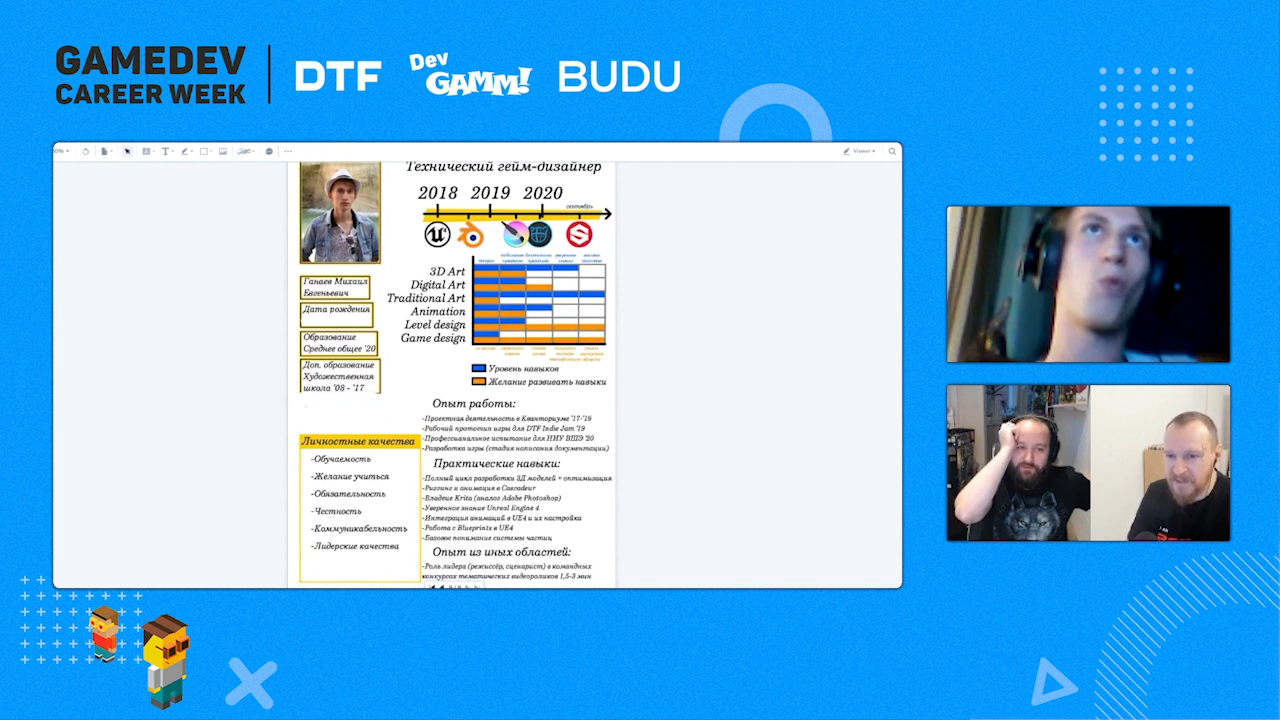 GAMEDEV
CAREER WEEK
DTF
Dev
GAMM!
BUDU
Viewer
Технический гейм-дизайнер
2018 2019 2020
сентябрь
3D Art
Digital Art
Traditional Art
Animation
Level design
Game design
Уровень навыков
Желание развивать навыки
Ганаев Михаил
Евгеньевич
Дата рождения
Образование
Среднее общее '20
Доп. образование
Художественная
школа '08 - '17
Личностные качества
-Обучаемость
-Желание учиться
-Обязательность
-Честность
-Коммуникабельность
-Лидерские качества
Опыт работы:
-Проектная деятельность в Кванториуме '17-'19
-Рабочий прототип игры для DTF Indie Jam '19
-Профессианальное испытание для НИУ ВШЭ '20
-Разработка игры (стадия написания документации)
Практические навыки:
-Полный цикл разработки 3Д моделей + оптимизация
-Риггинг и анимация в Cascadeur
-Владеие Krita (аналог Adobe Photoshop)
-Уверенное знание Unreal Engine 4
-Интеграция анимаций в UE4 и их настройка
-Работа с Blueprints в UE4
-Базовое понимание системы частиц
Опыт из иных областей:
-Роль лидера (режиссёр, сценарист) в командных
конкурсах тематических видеороликов 1,5-3 мин